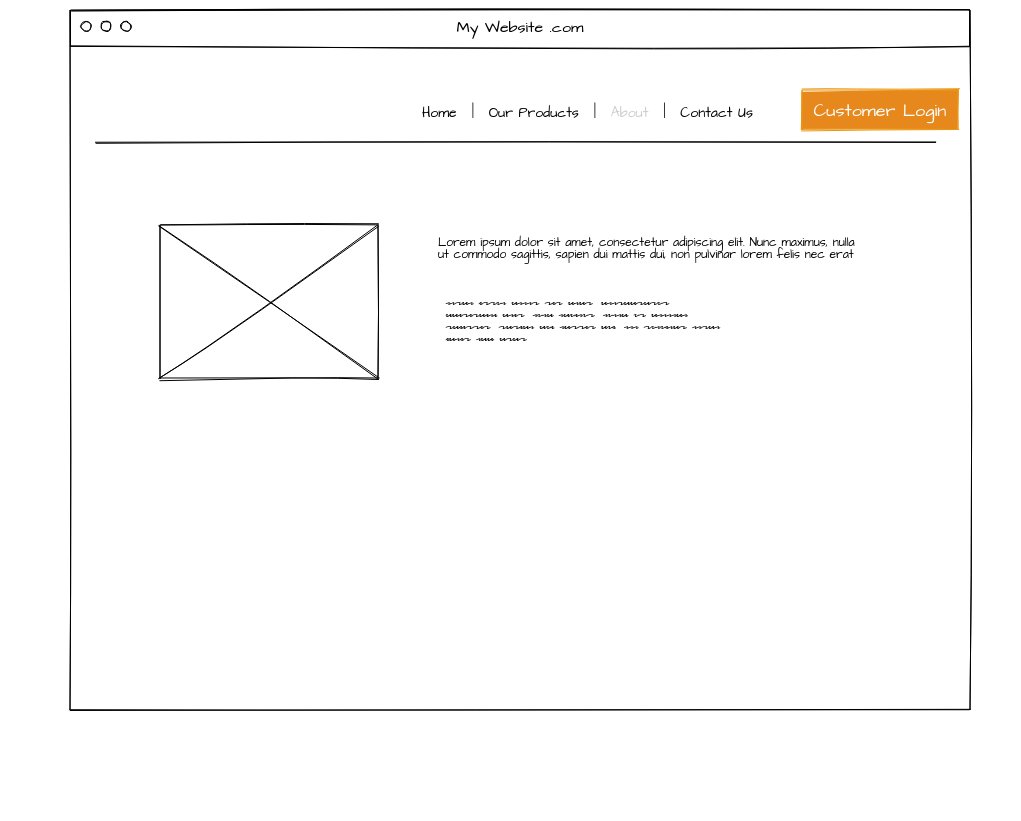 My Website .com
Home | Our Products | About | Contact Us
Customer Login
Lorem ipsum dolor sit amet, consectetur adipiscing elit. Nunc maximus, nulla
ut commodo sagittis, sapien dui mattis dui, non pulvinar lorem felis nec erat